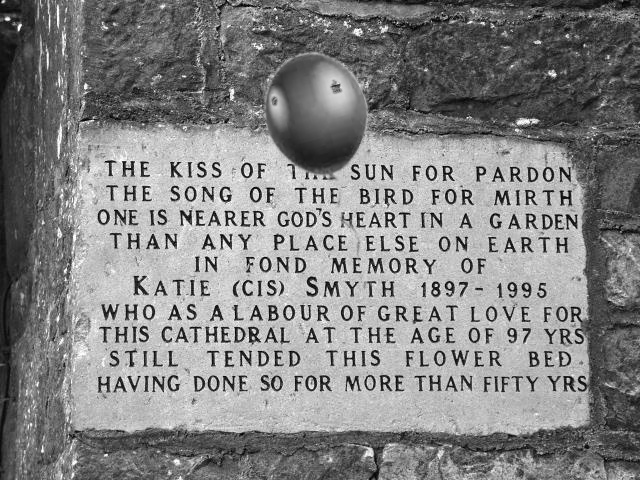 THE KISS OF SUN FOR PARDON
THE SONG OF THE BIRD FOR MIRTH
ONE IS NEARER GOD'S HEART IN A GARDEN
THAN ANY PLACE ELSE ON EARTH
IN FOND MEMORY OF
KATIE (CIS) SMYTH 1897-1995
WHO AS A LABOUR OF GREAT LOVE FOR
THIS CATHEDRAL AT THE AGE OF 97 YRS
STILL TENDED THIS FLOWER BED
HAVING DONE SO FOR MORE THAN FIFTY YRS